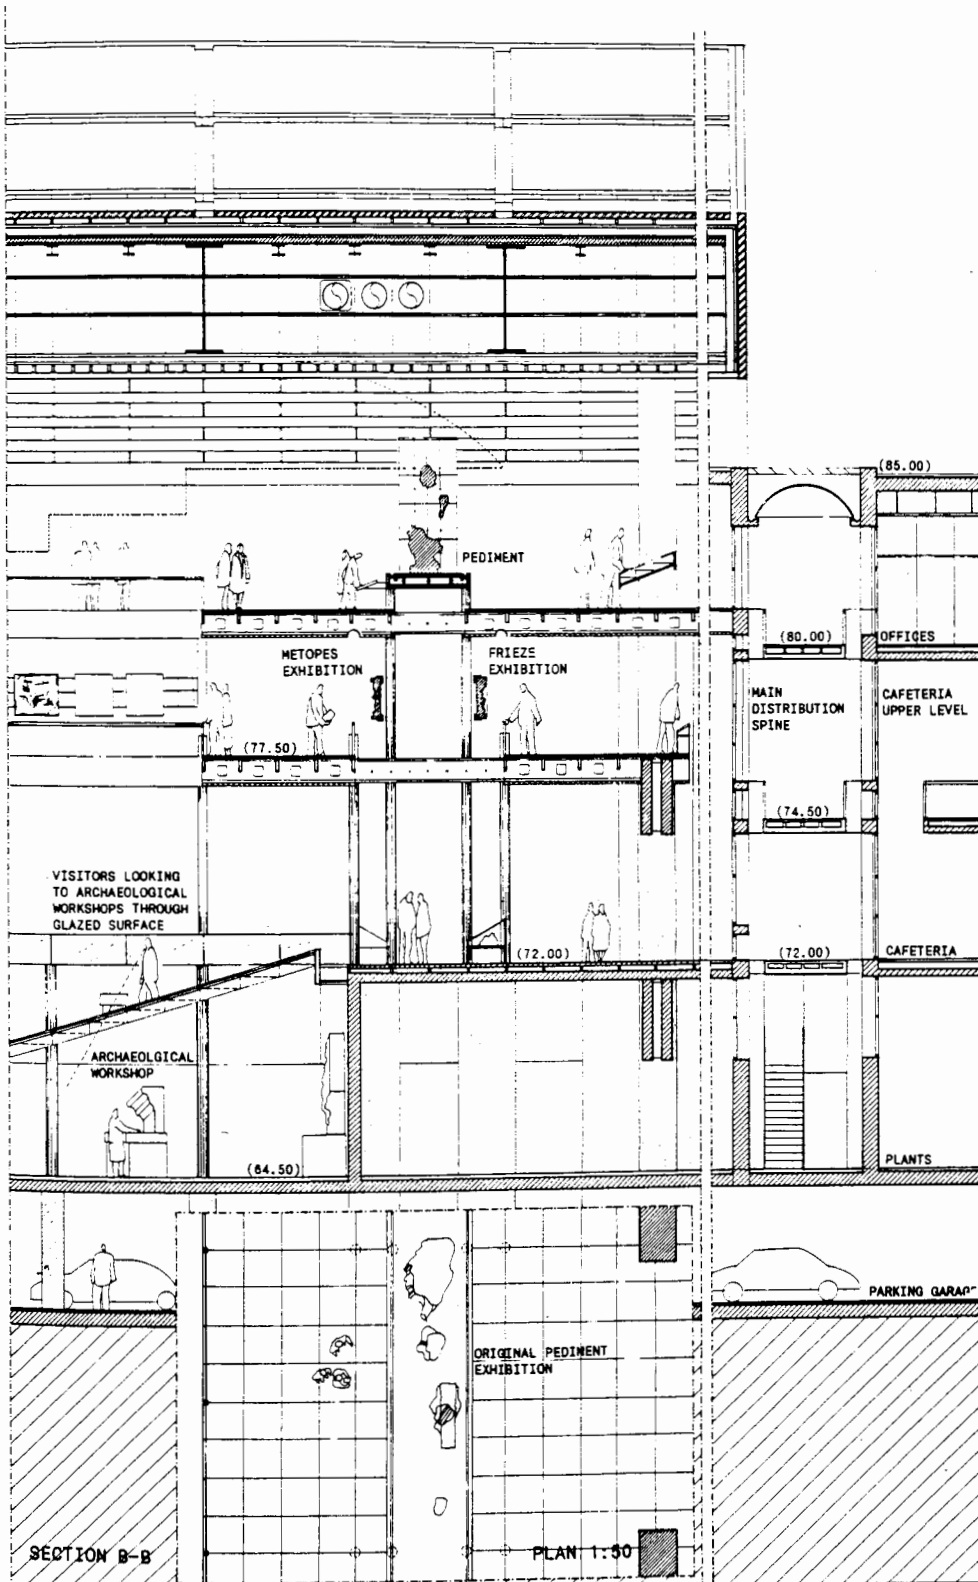 (85.00)
PEDIMENT
(80.00)
OFFICES
METOPES
EXHIBITION
FRIEZE
EXHIBITION
MAIN
DISTRIBUTION
SPINE
CAFETERIA
UPPER LEVEL
(77.50)
(74.50)
VISITORS LOOKING
TO ARCHAEOLOGICAL
WORKSHOPS THROUGH
GLAZED SURFACE
(72.00)
(72.00)
CAFETERIA
ARCHAEOLGICAL
WORKSHOP
(64.50)
PLANTS
PARKING GARAGE
ORIGINAL PEDIMENT
EXHIBITION
SECTION B-B
PLAN 1:50